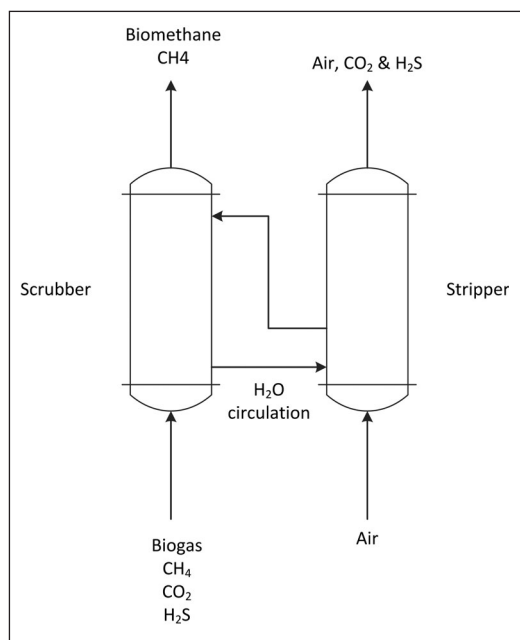 Biomethane
CH4
Air, CO₂ & H₂S
Scrubber
Stripper
H₂O
circulation
Biogas
CH₄
CO₂
H₂S
Air